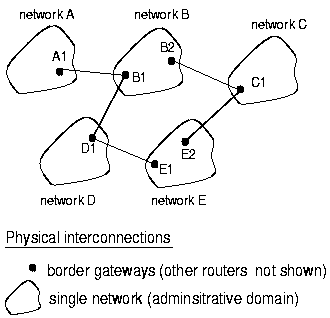 network A
network B
network C
A1
B2
B1
C1
D1
E2
E1
network D
network E
Physical interconnections
border gateways (other routers not shown)
single network (adminsitrative domain)